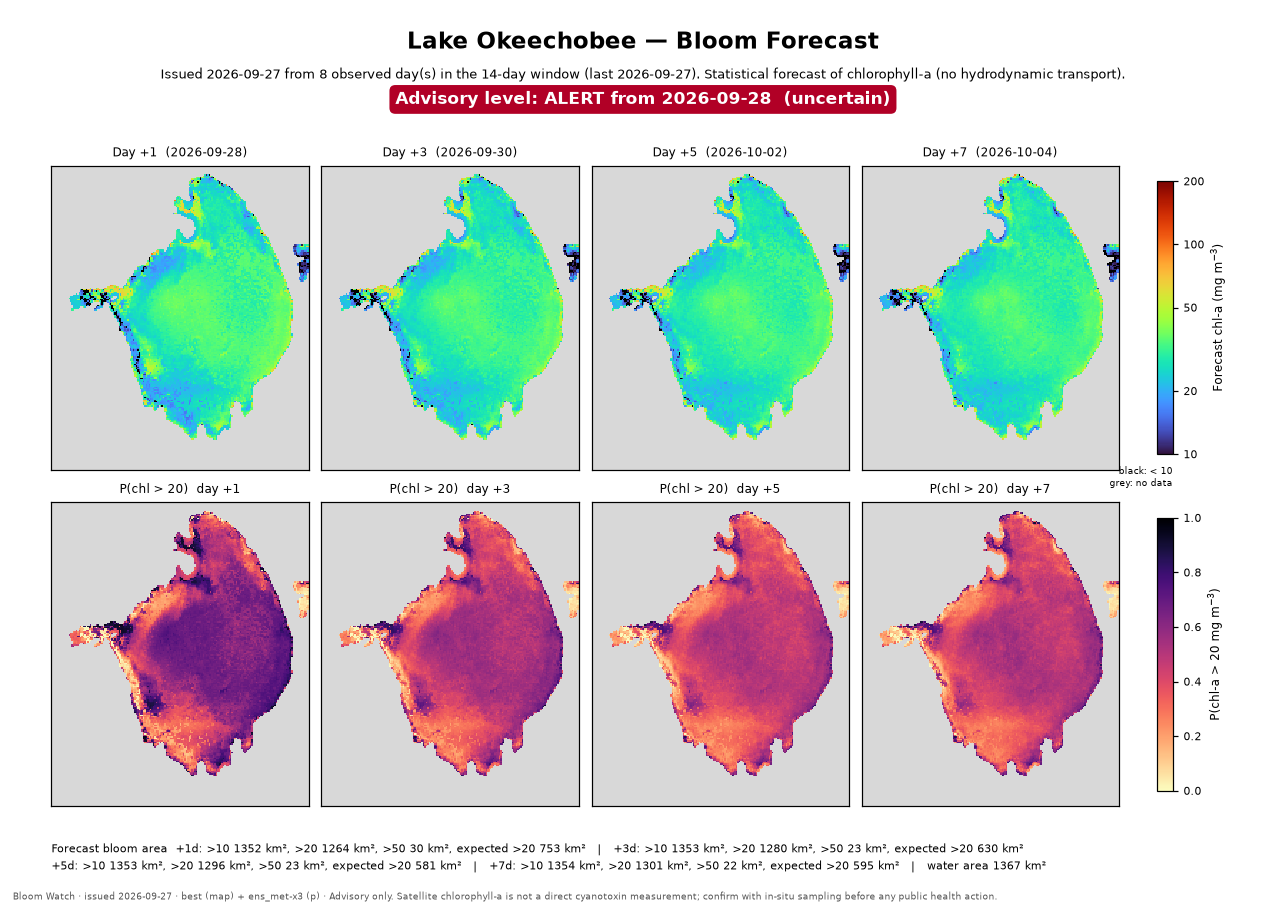 Lake Okeechobee — Bloom Forecast
Issued 2026-09-27 from 8 observed day(s) in the 14-day window (last 2026-09-27). Statistical forecast of chlorophyll-a (no hydrodynamic transport).
Advisory level: ALERT from 2026-09-28 (uncertain)
Day +1 (2026-09-28)
Day +3 (2026-09-30)
Day +5 (2026-10-02)
Day +7 (2026-10-04)
200
100
50
20
10
Forecast chl-a (mg m⁻³)
black: < 10
grey: no data
P(chl > 20) day +1
P(chl > 20) day +3
P(chl > 20) day +5
P(chl > 20) day +7
1.0
0.8
0.6
0.4
0.2
0.0
P(chl-a > 20 mg m⁻³)
Forecast bloom area +1d: >10 1352 km², >20 1264 km², >50 30 km², expected >20 753 km² | +3d: >10 1353 km², >20 1280 km², >50 23 km², expected >20 630 km²
+5d: >10 1353 km², >20 1296 km², >50 23 km², expected >20 581 km² | +7d: >10 1354 km², >20 1301 km², >50 22 km², expected >20 595 km² | water area 1367 km²
Bloom Watch · issued 2026-09-27 · best (map) + ens_met-x3 (p) · Advisory only. Satellite chlorophyll-a is not a direct cyanotoxin measurement; confirm with in-situ sampling before any public health action.